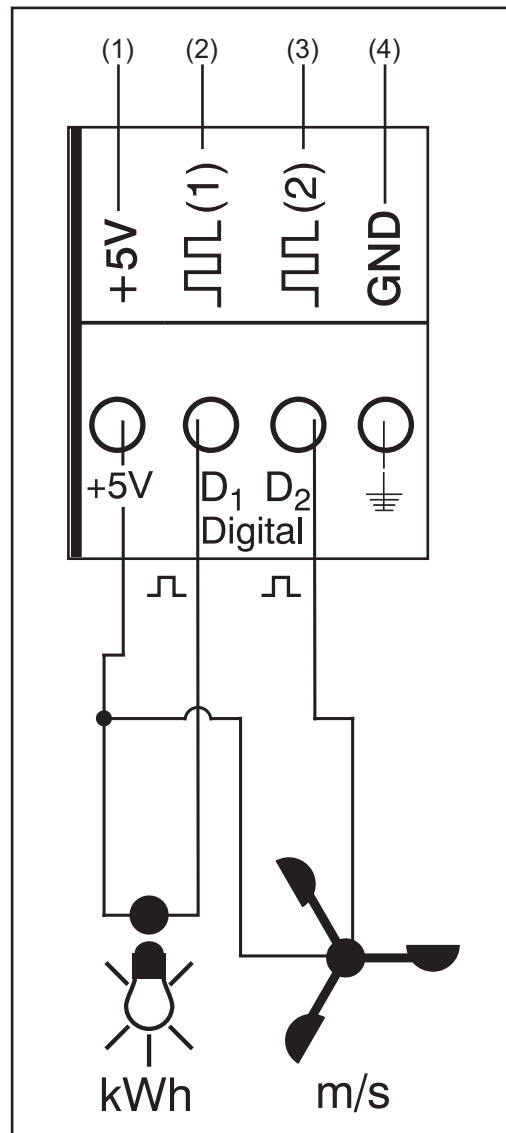 (1) (2) (3) (4)
+5V (1) (2) GND
+5V D1 D2
Digital
kWh m/s